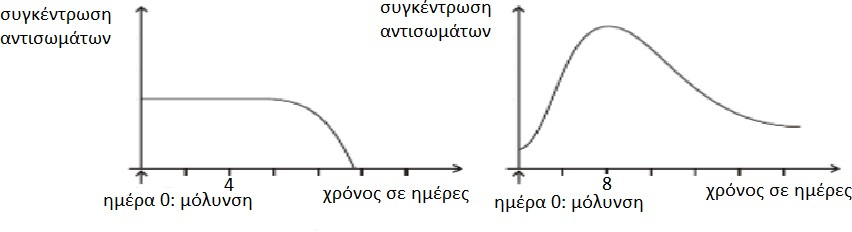 συγκέντρωση
αντισωμάτων
4
χρόνος σε ημέρες
ημέρα 0: μόλυνση
συγκέντρωση
αντισωμάτων
8
χρόνος σε ημέρες
ημέρα 0: μόλυνση